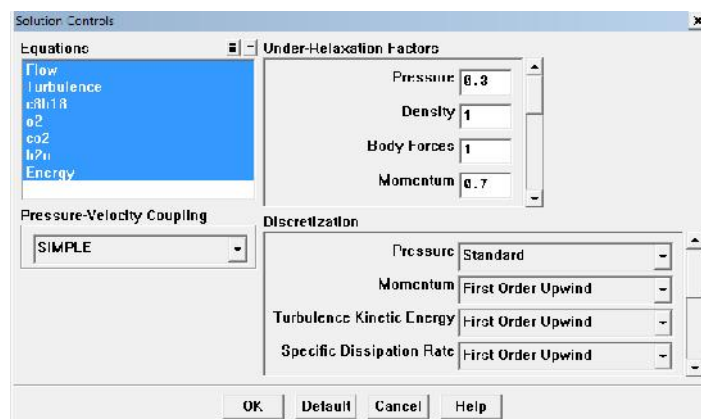 Solution Controls
Equations
Flow
Turbulence
c8h18
o2
co2
h2o
Energy
Pressure-Velocity Coupling
SIMPLE
Under-Relaxation Factors
Pressure 0.3
Density 1
Body Forces 1
Momentum 0.7
Discretization
Pressure Standard
Momentum First Order Upwind
Turbulence Kinetic Energy First Order Upwind
Specific Dissipation Rate First Order Upwind
OK Default Cancel Help